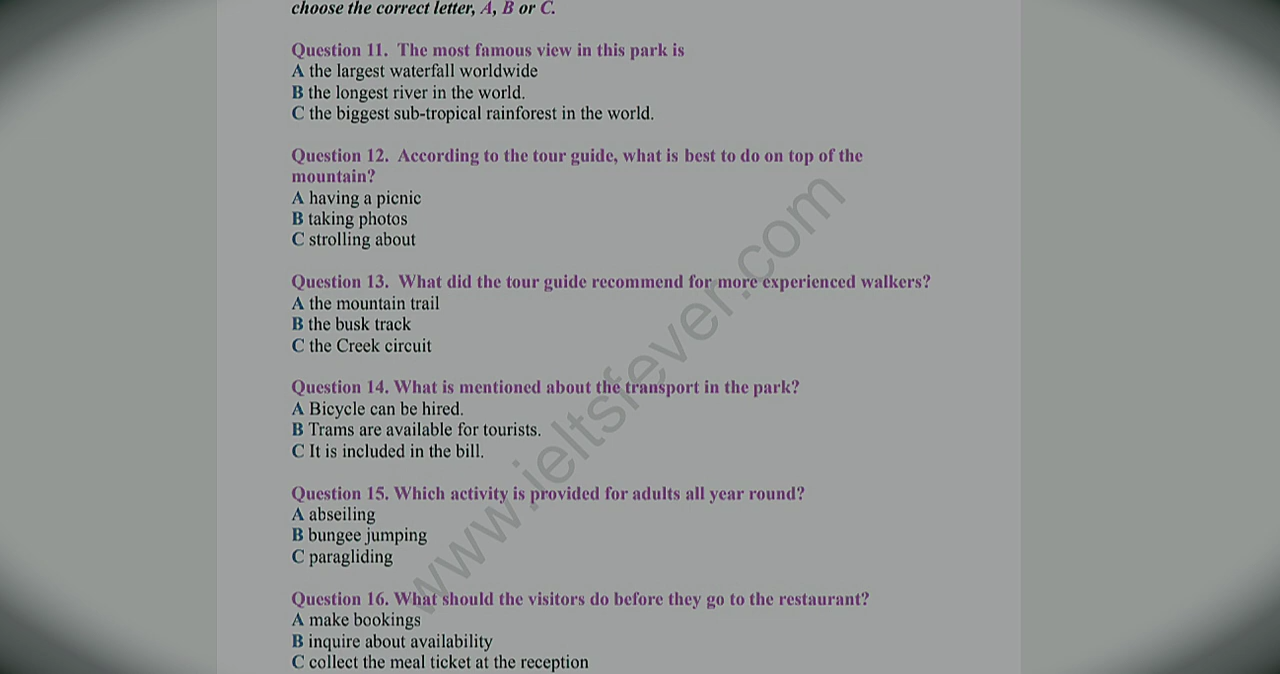 choose the correct letter, A, B or C.
Question 11. The most famous view in this park is
A the largest waterfall worldwide
B the longest river in the world.
C the biggest sub-tropical rainforest in the world.
Question 12. According to the tour guide, what is best to do on top of the
mountain?
A having a picnic
B taking photos
C strolling about
Question 13. What did the tour guide recommend for more experienced walkers?
A the mountain trail
B the busk track
C the Creek circuit
Question 14. What is mentioned about the transport in the park?
A Bicycle can be hired.
B Trams are available for tourists.
C It is included in the bill.
Question 15. Which activity is provided for adults all year round?
A abseiling
B bungee jumping
C paragliding
Question 16. What should the visitors do before they go to the restaurant?
A make bookings
B inquire about availability
C collect the meal ticket at the reception
www.ieltsfever.com